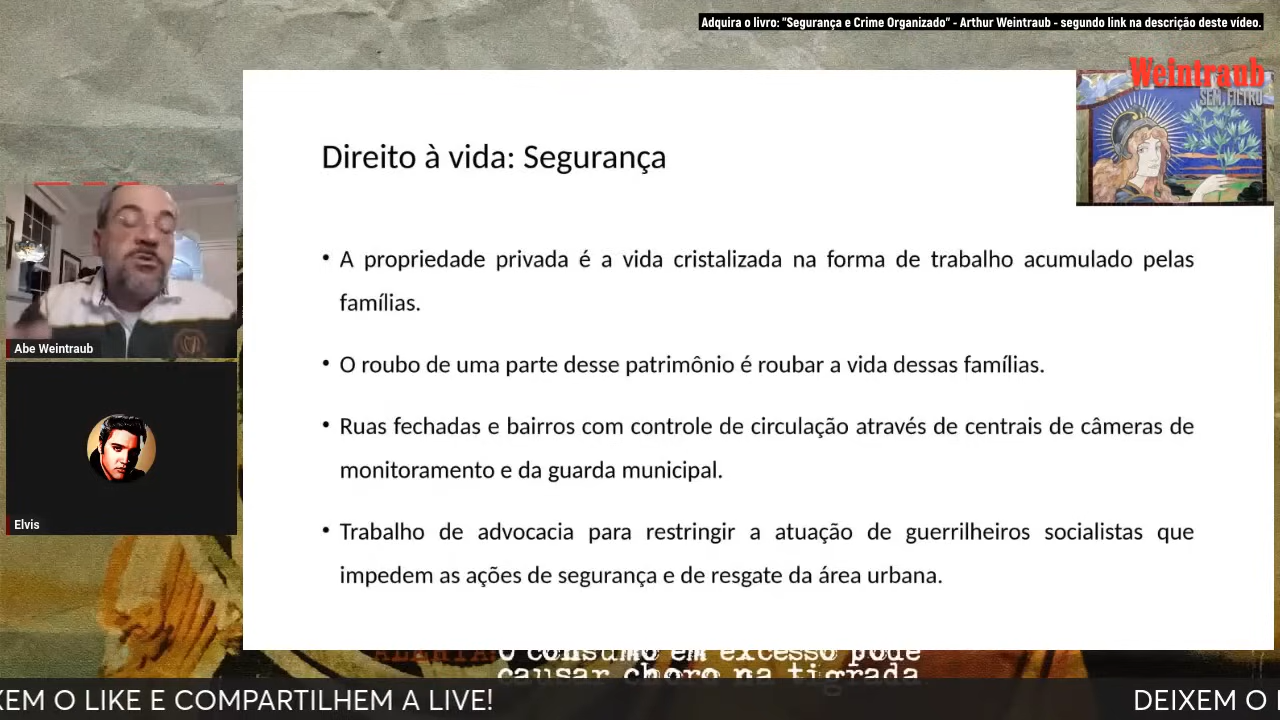 Adquira o livro: "Segurança e Crime Organizado" - Arthur Weintraub - segundo link na descrição deste vídeo.
Weintraub
SEM FILTRO
Direito à vida: Segurança
• A propriedade privada é a vida cristalizada na forma de trabalho acumulado pelas
famílias.
• O roubo de uma parte desse patrimônio é roubar a vida dessas famílias.
• Ruas fechadas e bairros com controle de circulação através de centrais de câmeras de
monitoramento e da guarda municipal.
• Trabalho de advocacia para restringir a atuação de guerrilheiros socialistas que
impedem as ações de segurança e de resgate da área urbana.
Abe Weintraub
Elvis
ALERTA: O consumo em excesso pode
causar choro na tigrada
XEM O LIKE E COMPARTILHEM A LIVE!
DEIXEM O